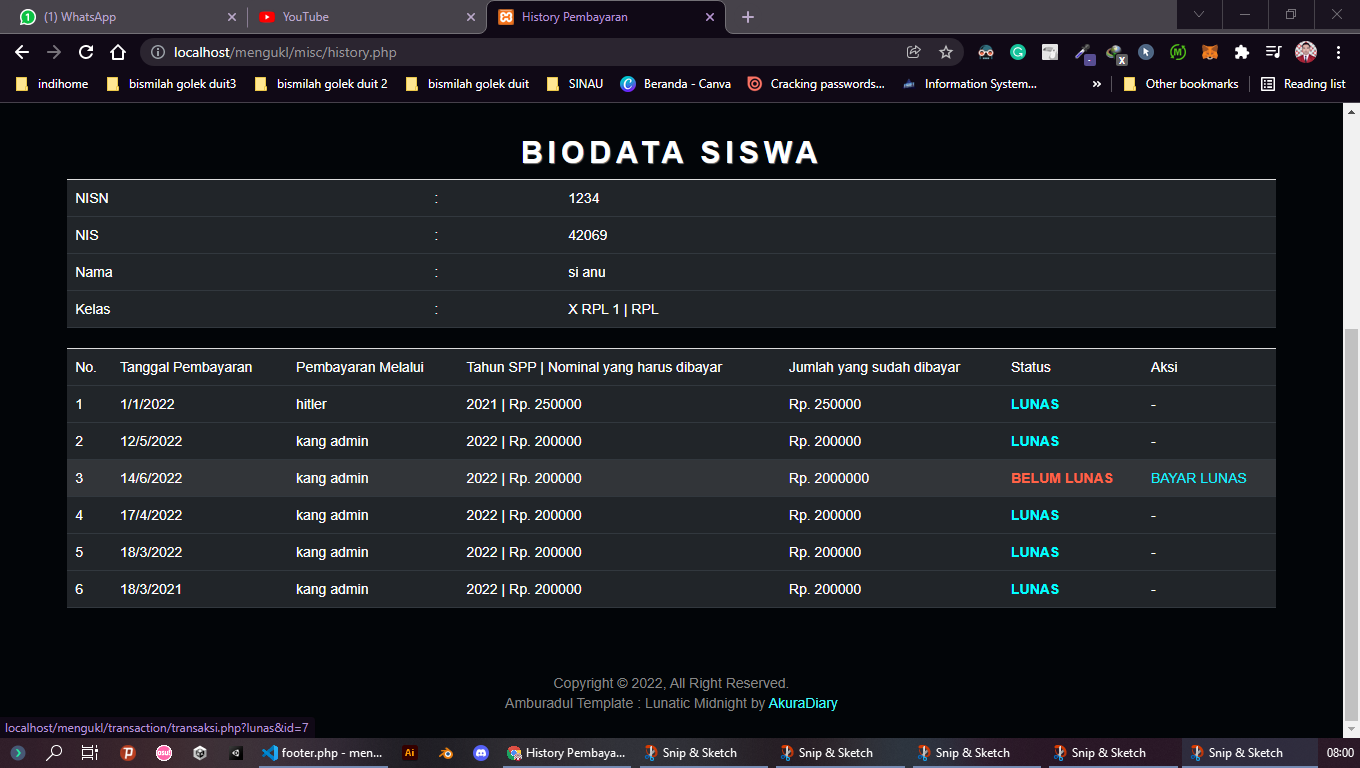 (1) WhatsApp
YouTube
History Pembayaran
localhost/mengukl/misc/history.php
indihome
bismilah golek duit3
bismilah golek duit 2
bismilah golek duit
SINAU
Beranda - Canva
Cracking passwords...
Information System...
»
Other bookmarks
Reading list
BIODATA SISWA
NISN : 1234
NIS : 42069
Nama : si anu
Kelas : X RPL 1 | RPL
No. Tanggal Pembayaran Pembayaran Melalui Tahun SPP | Nominal yang harus dibayar Jumlah yang sudah dibayar Status Aksi
1 1/1/2022 hitler 2021 | Rp. 250000 Rp. 250000 LUNAS -
2 12/5/2022 kang admin 2022 | Rp. 200000 Rp. 200000 LUNAS -
3 14/6/2022 kang admin 2022 | Rp. 200000 Rp. 2000000 BELUM LUNAS BAYAR LUNAS
4 17/4/2022 kang admin 2022 | Rp. 200000 Rp. 200000 LUNAS -
5 18/3/2022 kang admin 2022 | Rp. 200000 Rp. 200000 LUNAS -
6 18/3/2021 kang admin 2022 | Rp. 200000 Rp. 200000 LUNAS -
Copyright © 2022, All Right Reserved.
Amburadul Template : Lunatic Midnight by AkuraDiary
localhost/mengukl/transaction/transaksi.php?lunas&id=7
osu!
footer.php - men...
Ai
History Pembaya...
Snip & Sketch
Snip & Sketch
Snip & Sketch
Snip & Sketch
Snip & Sketch
08:00